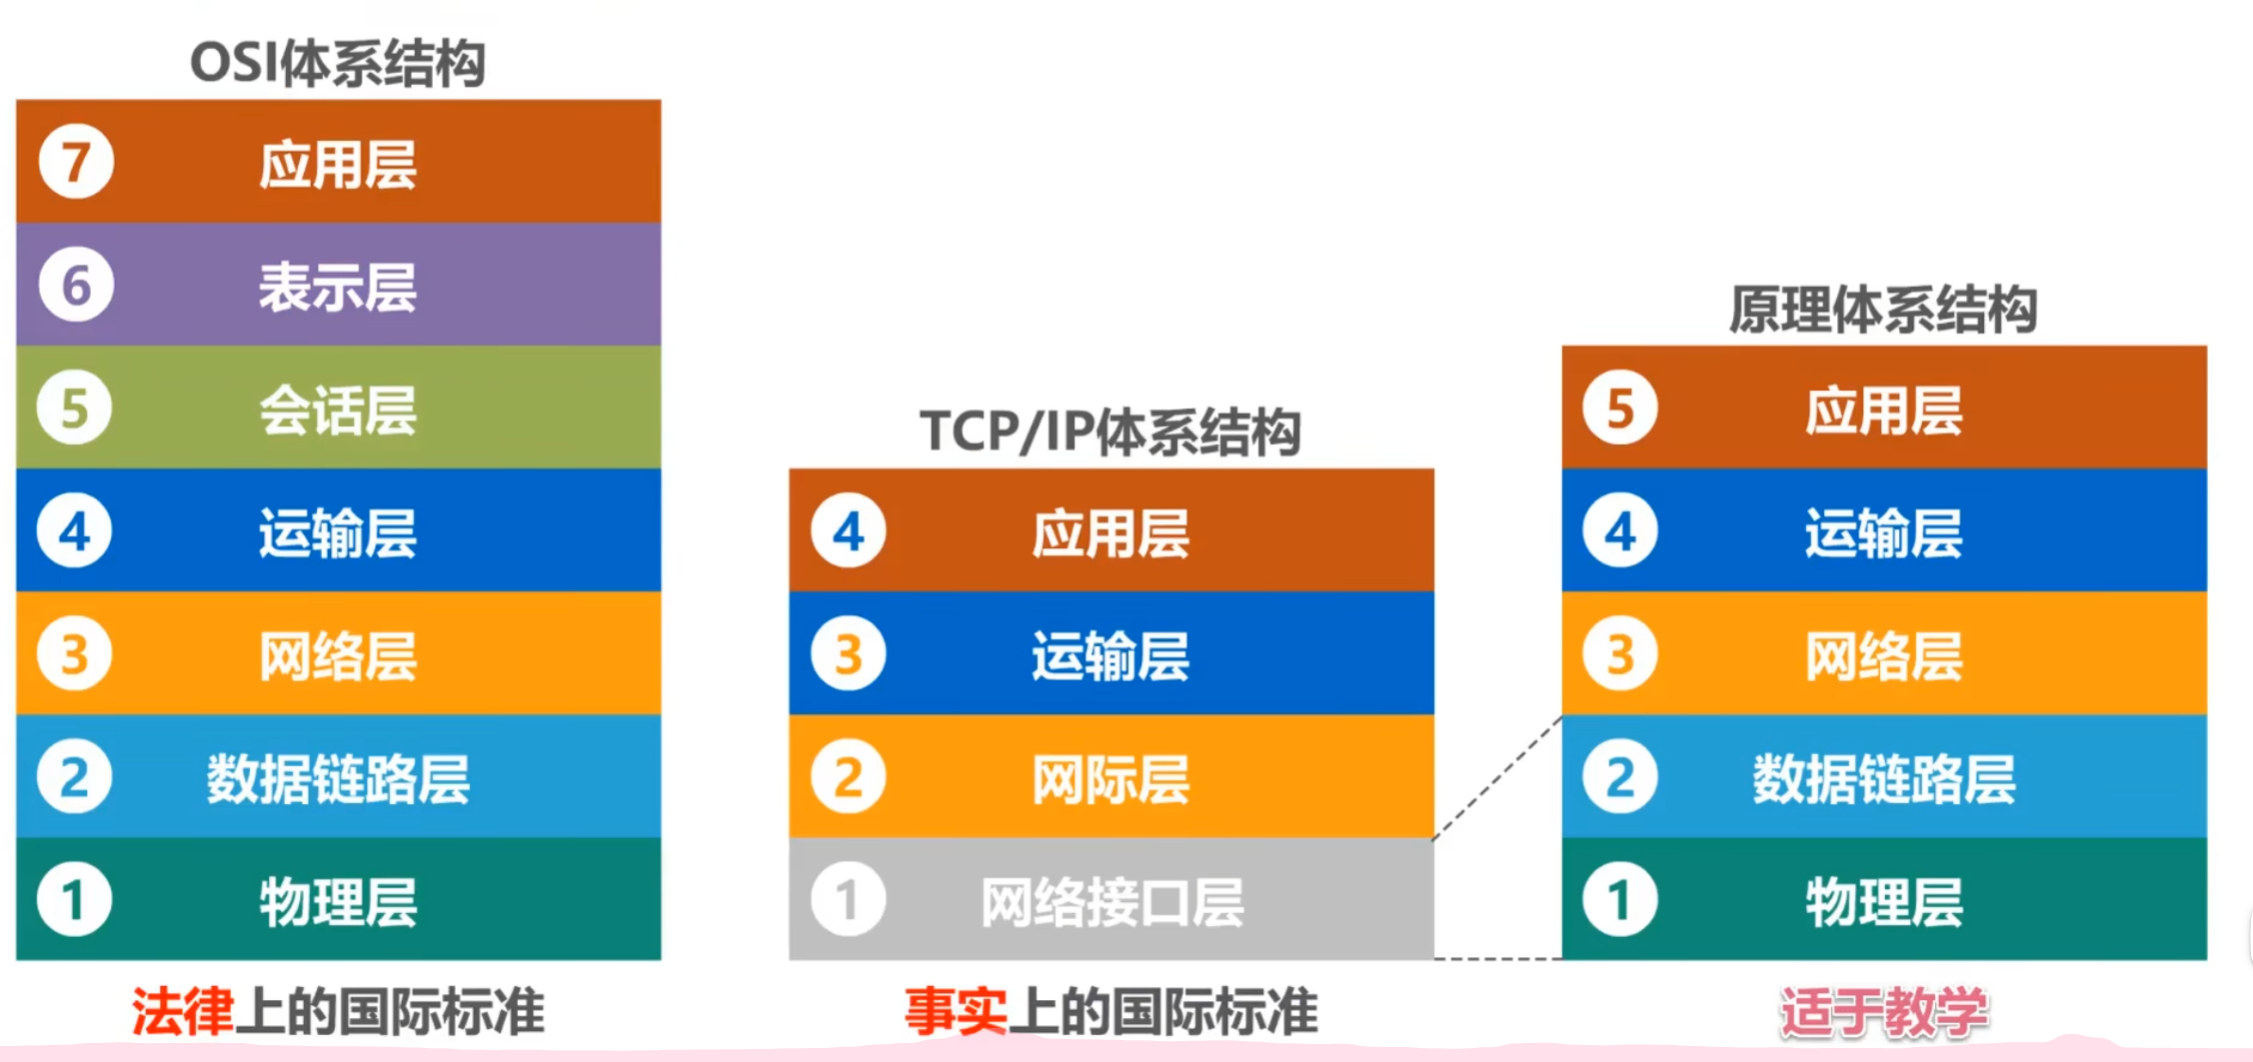 OSI体系结构
7 应用层
6 表示层
5 会话层
4 运输层
3 网络层
2 数据链路层
1 物理层
法律上的国际标准
TCP/IP体系结构
4 应用层
3 运输层
2 网际层
1 网络接口层
事实上的国际标准
原理体系结构
5 应用层
4 运输层
3 网络层
2 数据链路层
1 物理层
适于教学